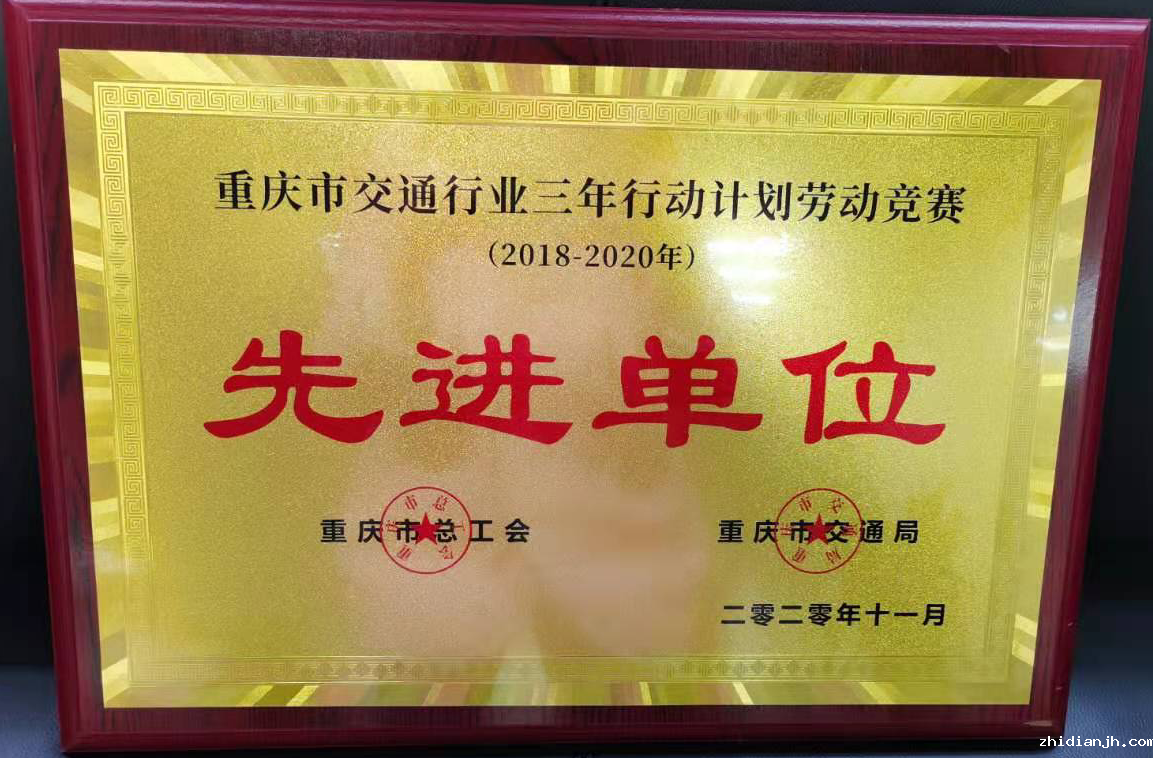 重庆市交通行业三年行动计划劳动竞赛
(2018-2020年)
先进单位
重庆市总工会
重庆市交通局
二零二零年十一月
zhidianjh.com